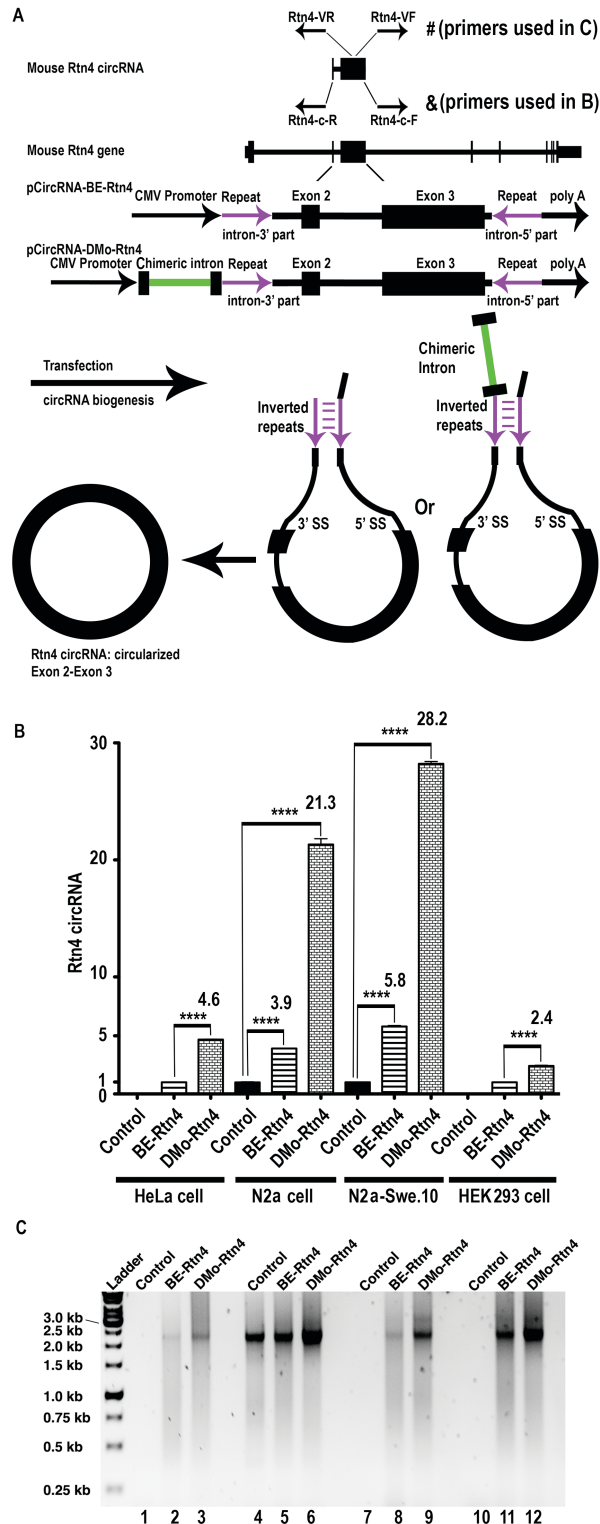 A
Rtn4-VR Rtn4-VF # (primers used in C)
Mouse Rtn4 circRNA
Rtn4-c-R Rtn4-c-F & (primers used in B)
Mouse Rtn4 gene
pCircRNA-BE-Rtn4
CMV Promoter Repeat Exon 2 Exon 3 Repeat poly A
intron-3' part intron-5' part
pCircRNA-DMo-Rtn4
CMV Promoter Chimeric intron Repeat Exon 2 Exon 3 Repeat poly A
intron-3' part intron-5' part
Chimeric
Intron
Transfection
circRNA biogenesis
Inverted
repeats
Inverted
repeats
3' SS 5' SS Or 3' SS 5' SS
Rtn4 circRNA: circularized
Exon 2-Exon 3
B
Rtn4 circRNA
30
20
10
5
1
0
4.6
****
3.9
****
21.3
****
5.8
****
28.2
****
2.4
****
Control BE-Rtn4 DMo-Rtn4 Control BE-Rtn4 DMo-Rtn4 Control BE-Rtn4 DMo-Rtn4 Control BE-Rtn4 DMo-Rtn4
HeLa cell N2a cell N2a-Swe.10 HEK293 cell
C
Ladder Control BE-Rtn4 DMo-Rtn4 Control BE-Rtn4 DMo-Rtn4 Control BE-Rtn4 DMo-Rtn4 Control BE-Rtn4 DMo-Rtn4
3.0 kb
2.5 kb
2.0 kb
1.5 kb
1.0 kb
0.75 kb
0.5 kb
0.25 kb
1 2 3 4 5 6 7 8 9 10 11 12